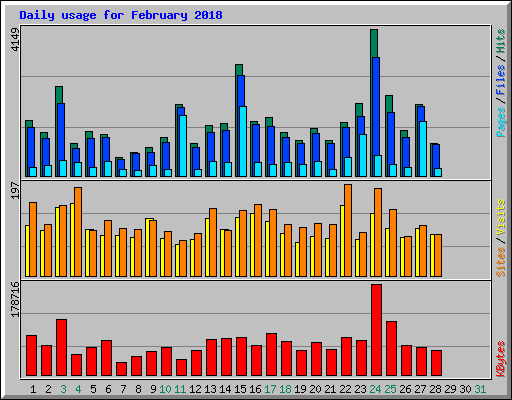 Daily usage for February 2018
4149
Pages / Files / Hits
197
Sites / Visits
178716
KBytes
1 2 3 4 5 6 7 8 9 10 11 12 13 14 15 16 17 18 19 20 21 22 23 24 25 26 27 28 29 30 31